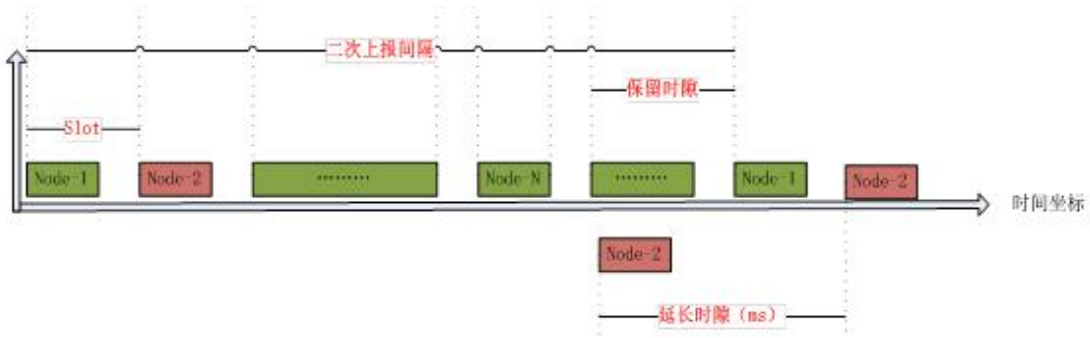 二次上报间隔
保留时隙
Slot
Node-1
Node-2
………
Node-N
………
Node-1
Node-2
时间坐标
Node-2
延长时隙（ms）